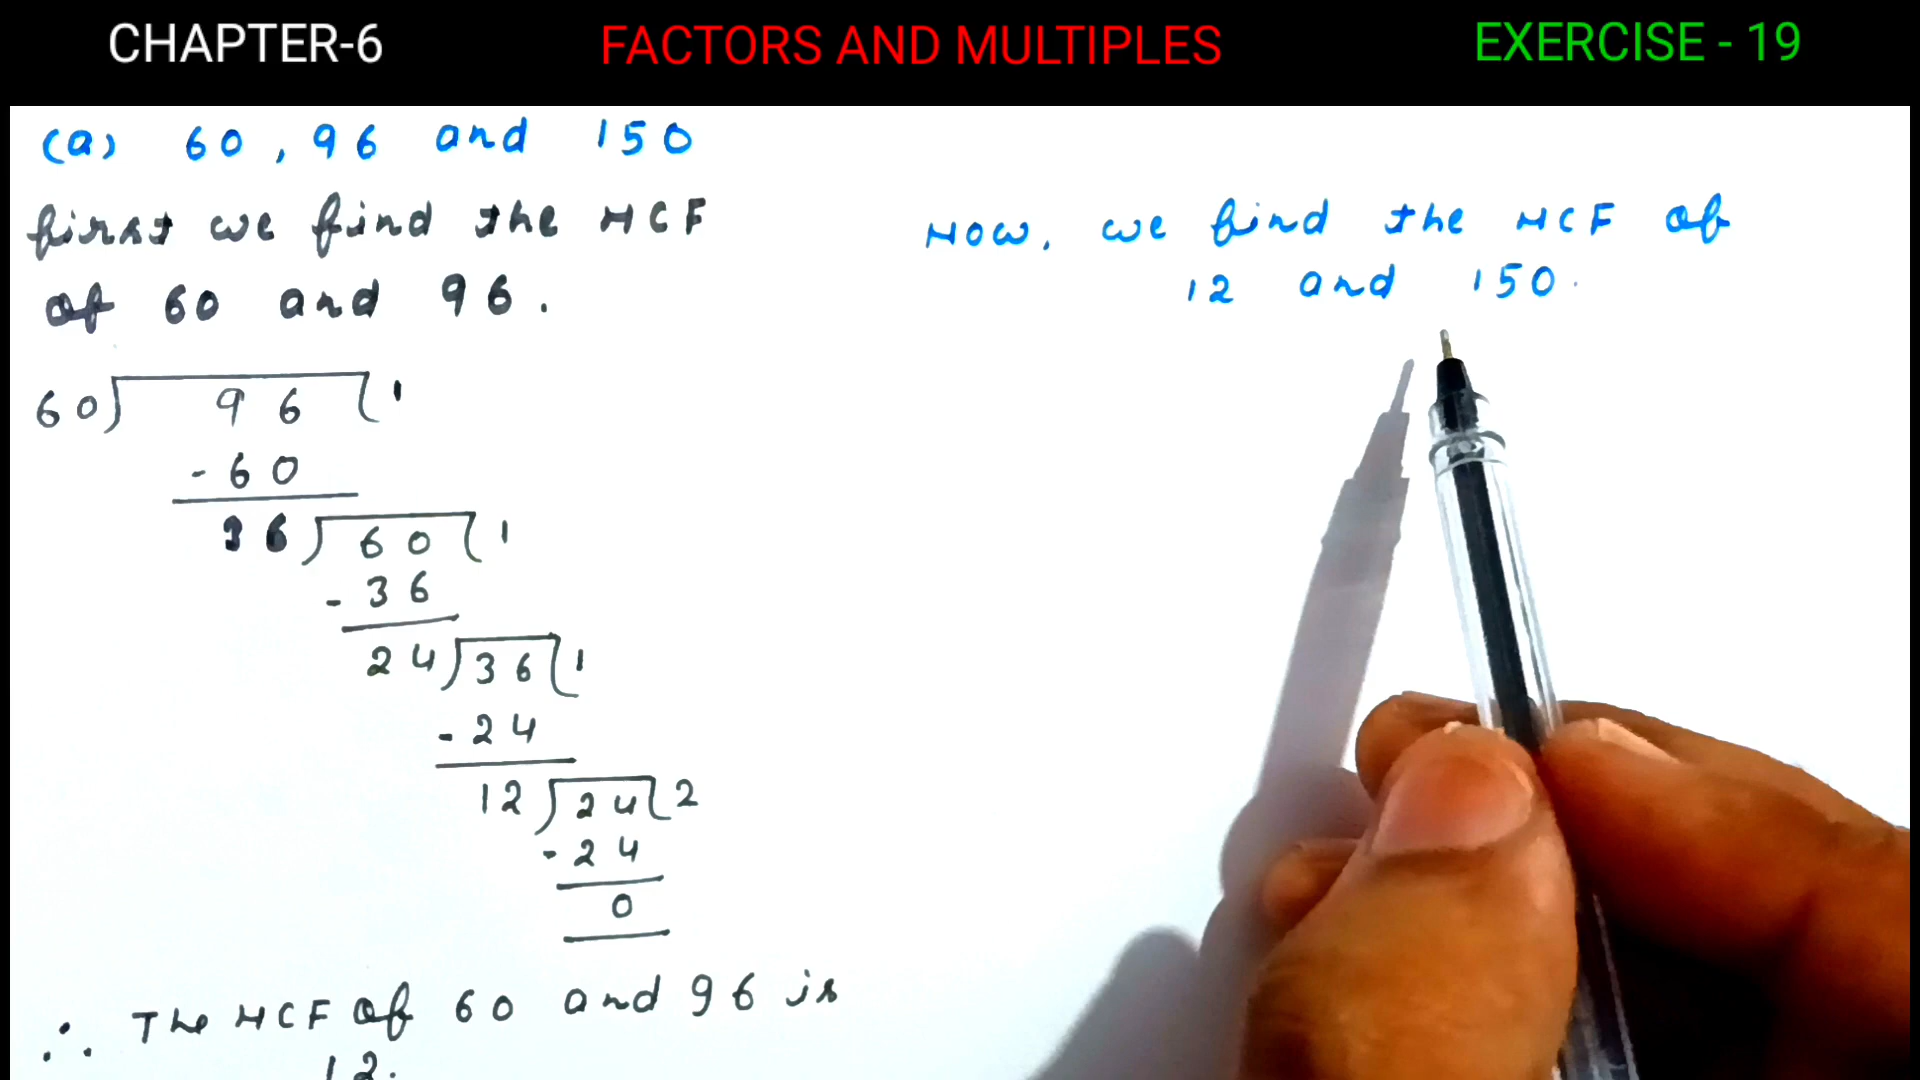 CHAPTER-6 FACTORS AND MULTIPLES EXERCISE - 19
(a) 60, 96 and 150
first we find the HCF
of 60 and 96.
60) 96 ( 1
- 60
36) 60 ( 1
- 36
24) 36 ( 1
- 24
12) 24 ( 2
- 24
0
∴ The HCF of 60 and 96 is
12.
Now, we find the HCF of
12 and 150.